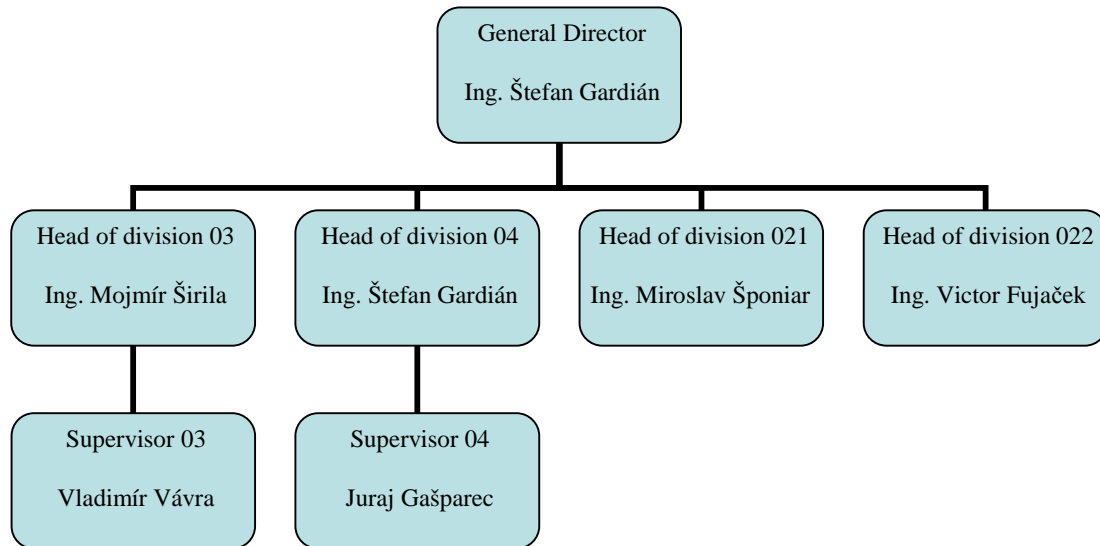 General Director
Ing. Štefan Gardián
Head of division 03
Ing. Mojmír Širila
Head of division 04
Ing. Štefan Gardián
Head of division 021
Ing. Miroslav Šponiar
Head of division 022
Ing. Victor Fujaček
Supervisor 03
Vladimír Vávra
Supervisor 04
Juraj Gašparec